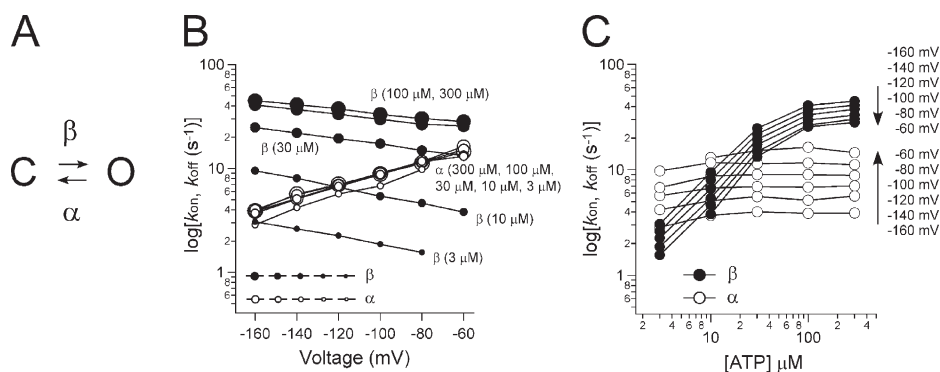 A
β
C O
α
B
100
8
6
4
2
10
8
6
4
2
1
8
6
log[kon, koff (s⁻¹)
β (100 μM, 300 μM)
β (30 μM)
α (300 μM, 100 μM,
30 μM, 10 μM, 3 μM)
β (10 μM)
β (3 μM)
β
α
-160 -140 -120 -100 -80 -60
Voltage (mV)
C
100
8
6
4
2
10
8
6
4
2
1
8
6
log[kon, koff (s⁻¹)
-160 mV
-140 mV
-120 mV
-100 mV
-80 mV
-60 mV
-60 mV
-80 mV
-100 mV
-120 mV
-140 mV
-160 mV
β
α
2 4 6 8 2 4 6 8 2 4
10 100
[ATP] μM